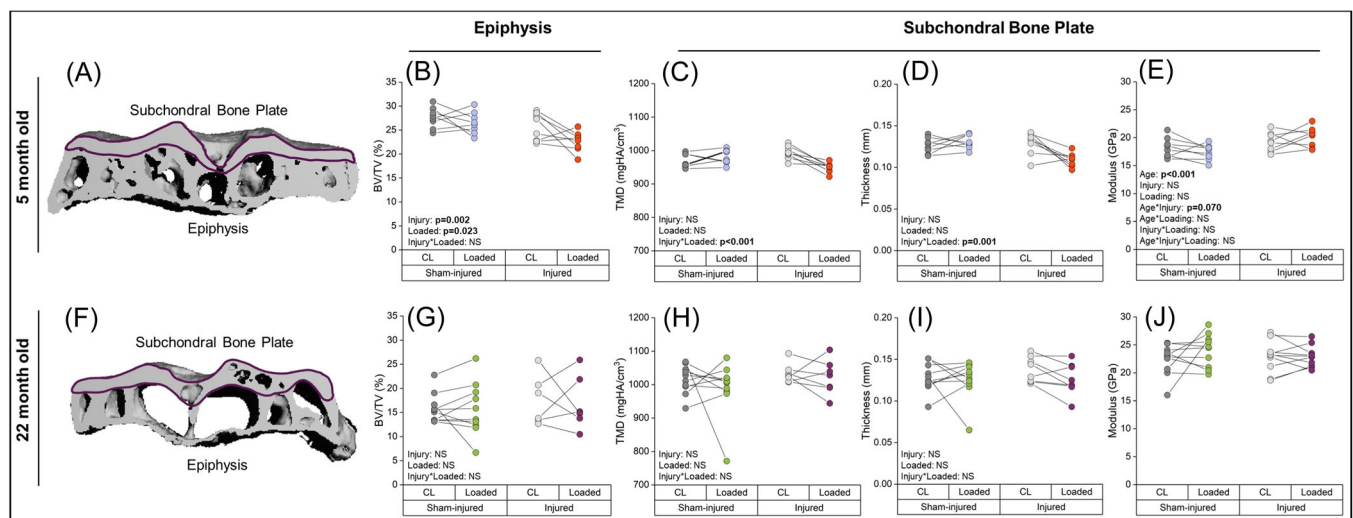 Epiphysis
Subchondral Bone Plate
5 month old
(A)
Subchondral Bone Plate
Epiphysis
(B)
BV/TV (%)
35
30
25
20
15
10
5
0
Injury: p=0.002
Loaded: p=0.023
Injury*Loaded: NS
CL Loaded CL Loaded
Sham-injured Injured
(C)
TMD (mgHA/cm3)
1200
1100
1000
900
800
700
Injury: NS
Loaded: NS
Injury*Loaded: p<0.001
CL Loaded CL Loaded
Sham-injured Injured
(D)
Thickness (mm)
0.20
0.15
0.10
0.05
0.00
Injury: NS
Loaded: NS
Injury*Loaded: p=0.001
CL Loaded CL Loaded
Sham-injured Injured
(E)
Modulus (GPa)
30
25
20
15
10
5
0
Age: p<0.001
Injury: NS
Loading: NS
Age*Injury: p=0.070
Age*Loading: NS
Injury*Loading: NS
Age*Injury*Loading: NS
CL Loaded CL Loaded
Sham-injured Injured
22 month old
(F)
Subchondral Bone Plate
Epiphysis
(G)
BV/TV (%)
35
30
25
20
15
10
5
0
Injury: NS
Loaded: NS
Injury*Loaded: NS
CL Loaded CL Loaded
Sham-injured Injured
(H)
TMD (mgHA/cm3)
1200
1100
1000
900
800
700
Injury: NS
Loaded: NS
Injury*Loaded: NS
CL Loaded CL Loaded
Sham-injured Injured
(I)
Thickness (mm)
0.20
0.15
0.10
0.05
0.00
Injury: NS
Loaded: NS
Injury*Loaded: NS
CL Loaded CL Loaded
Sham-injured Injured
(J)
Modulus (GPa)
30
25
20
15
10
5
0
CL Loaded CL Loaded
Sham-injured Injured